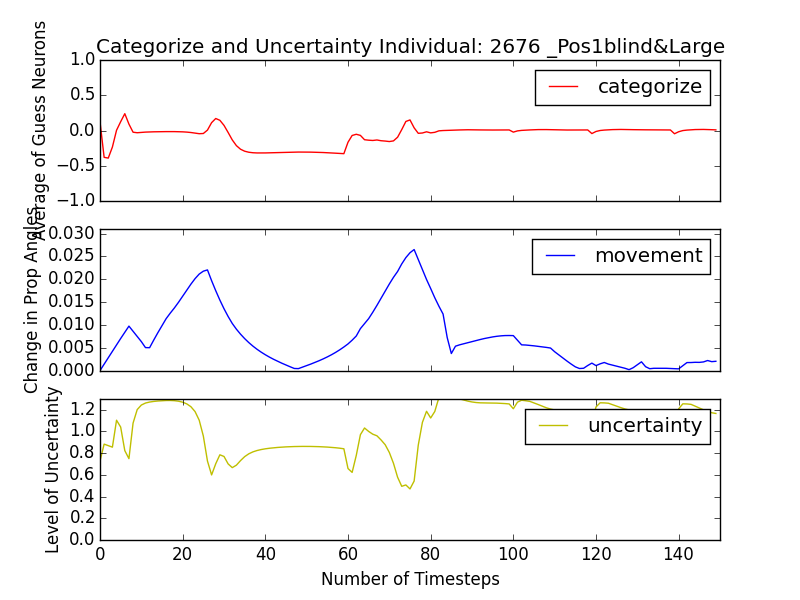 Categorize and Uncertainty Individual: 2676 _Pos1blind&Large
Average of Guess Neurons
1.0
0.5
0.0
−0.5
−1.0
categorize
Change in Prop Angles
0.030
0.025
0.020
0.015
0.010
0.005
0.000
movement
Level of Uncertainty
1.2
1.0
0.8
0.6
0.4
0.2
0.0
uncertainty
0 20 40 60 80 100 120 140
Number of Timesteps